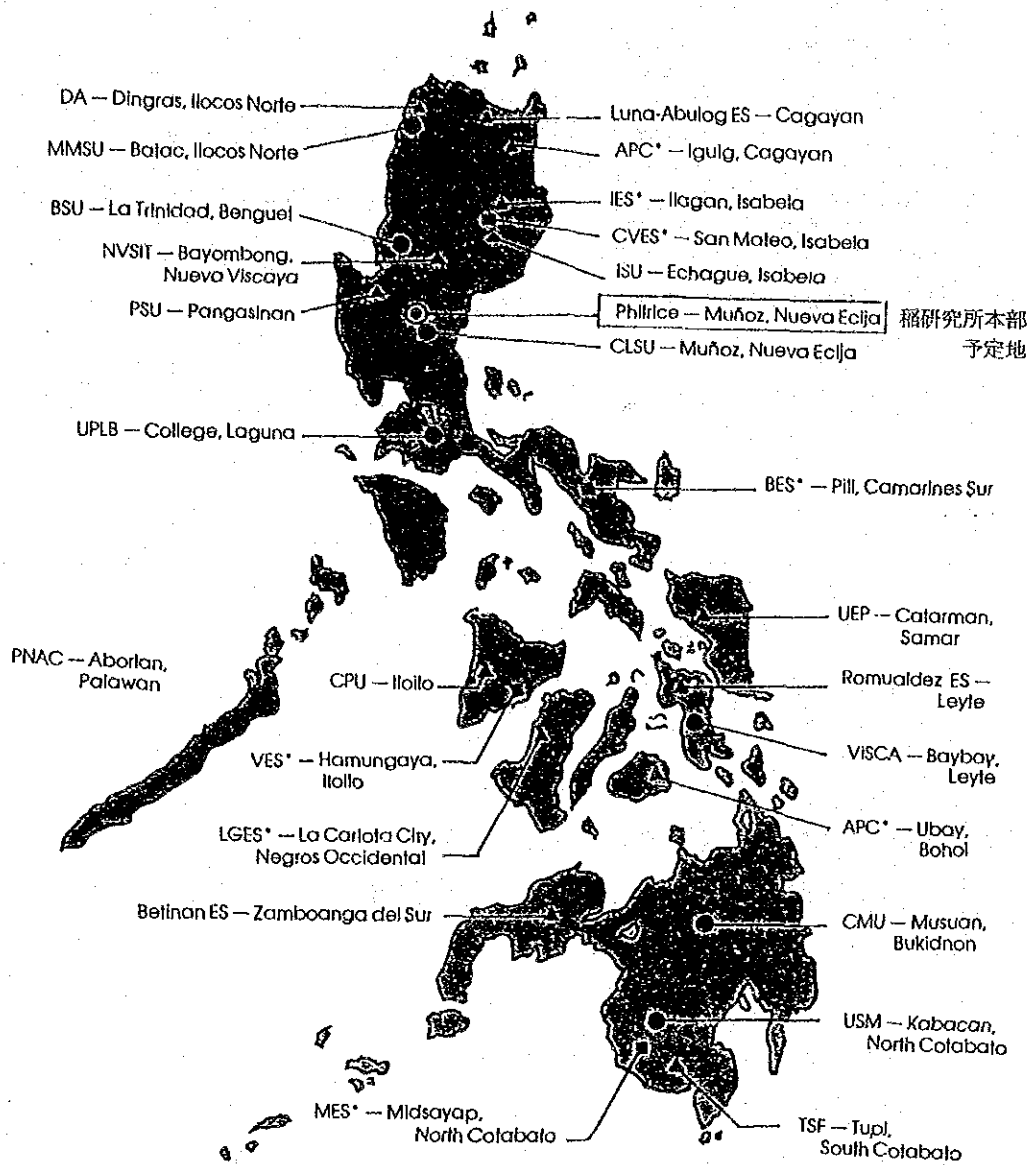 DA — Dingras, Ilocos Norte
Luna-Abulog ES — Cagayan
MMSU — Batac, Ilocos Norte
APC* — Iguig, Cagayan
IES* — Ilagan, Isabela
BSU — La Trinidad, Benguet
CVES* — San Mateo, Isabela
NVSIT — Bayombong,
Nueva Viscaya
ISU — Echague, Isabela
PSU — Pangasinan
Philrice — Muñoz, Nueva Ecija 稲研究所本部
予定地
CLSU — Muñoz, Nueva Ecija
UPLB — College, Laguna
BES* — Pili, Camarines Sur
UEP — Catarman,
Samar
PNAC — Aborlan,
Palawan
CPU — Iloilo
Romualdez ES —
Leyte
VES* — Hamungaya,
Iloilo
ViSCA — Baybay,
Leyte
LGES* — La Carlota City,
Negros Occidental
APC* — Ubay,
Bohol
Betinan ES — Zamboanga del Sur
CMU — Musuan,
Bukidnon
USM — Kabacan,
North Cotabato
MES* — Midsayap,
North Cotabato
TSF — Tupi,
South Cotabato